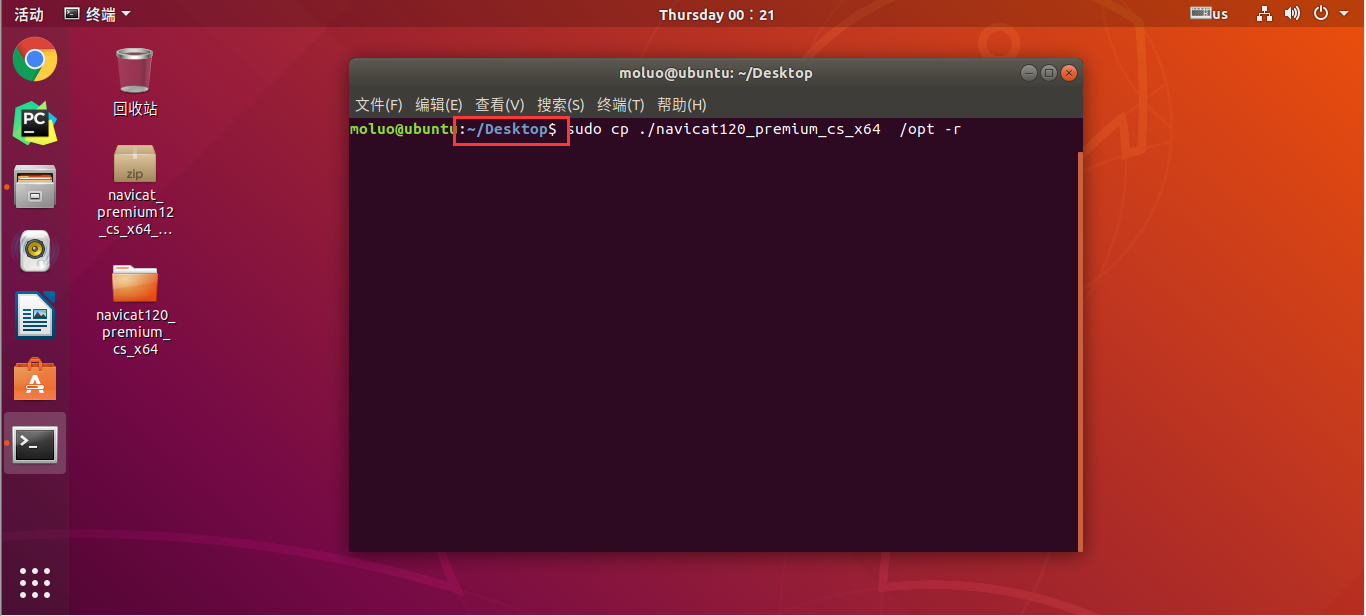 活动 终端 Thursday 00：21 us
moluo@ubuntu: ~/Desktop
文件(F) 编辑(E) 查看(V) 搜索(S) 终端(T) 帮助(H)
moluo@ubuntu:~/Desktop$ sudo cp ./navicat120_premium_cs_x64  /opt -r
PC
回收站
zip
navicat_
premium12
_cs_x64_...
navicat120_
premium_
cs_x64